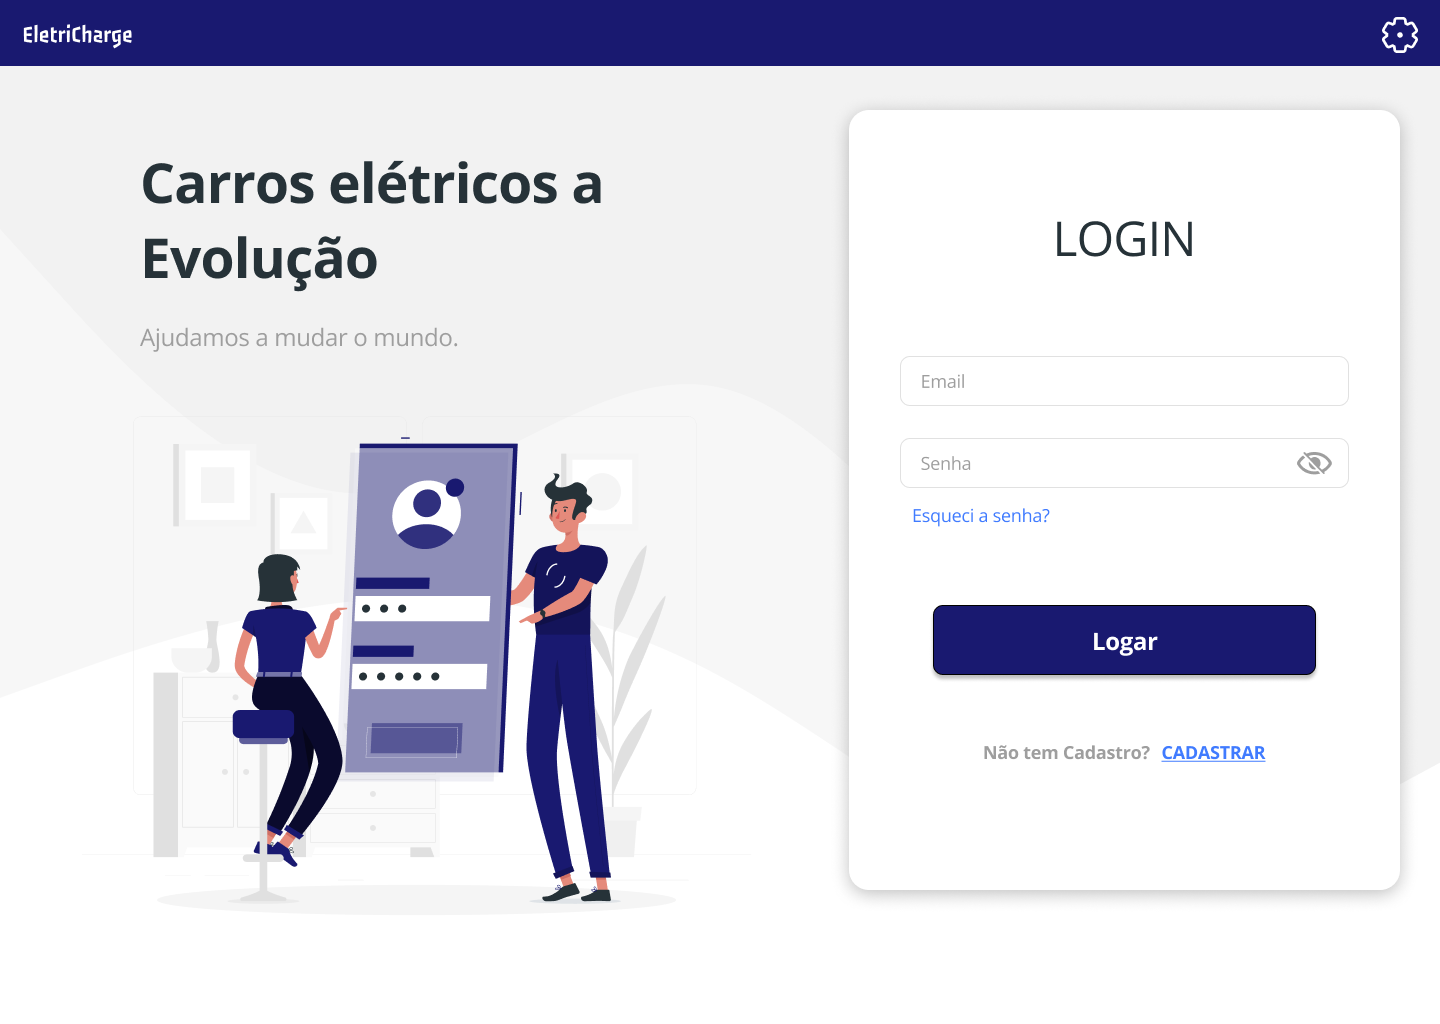 EletriCharge
Carros elétricos a
Evolução
Ajudamos a mudar o mundo.
LOGIN
Email
Senha
Esqueci a senha?
Logar
Não tem Cadastro? CADASTRAR